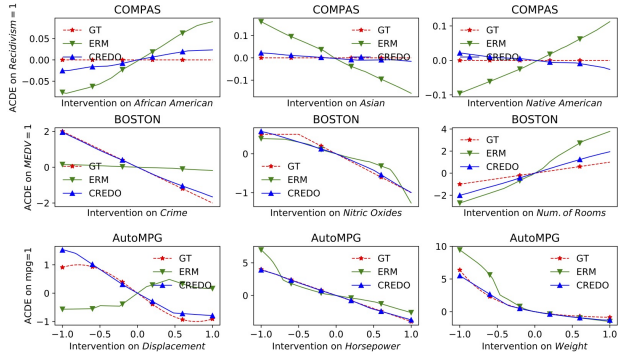 COMPAS
COMPAS
COMPAS
ACDE on Recidivism = 1
0.05
0.00
−0.05
GT
ERM
CREDO
Intervention on African American
0.1
0.0
−0.1
GT
ERM
CREDO
Intervention on Asian
0.1
0.0
−0.1
GT
ERM
CREDO
Intervention on Native American
BOSTON
BOSTON
BOSTON
ACDE on MEDV = 1
2
0
−2
GT
ERM
CREDO
Intervention on Crime
0
−1
GT
ERM
CREDO
Intervention on Nitric Oxides
4
2
0
−2
GT
ERM
CREDO
Intervention on Num. of Rooms
AutoMPG
AutoMPG
AutoMPG
ACDE on mpg=1
1
0
−1
GT
ERM
CREDO
−1.0 −0.5 0.0 0.5 1.0
Intervention on Displacement
5
0
GT
ERM
CREDO
−1.0 −0.5 0.0 0.5 1.0
Intervention on Horsepower
10
5
0
GT
ERM
CREDO
−1.0 −0.5 0.0 0.5 1.0
Intervention on Weight